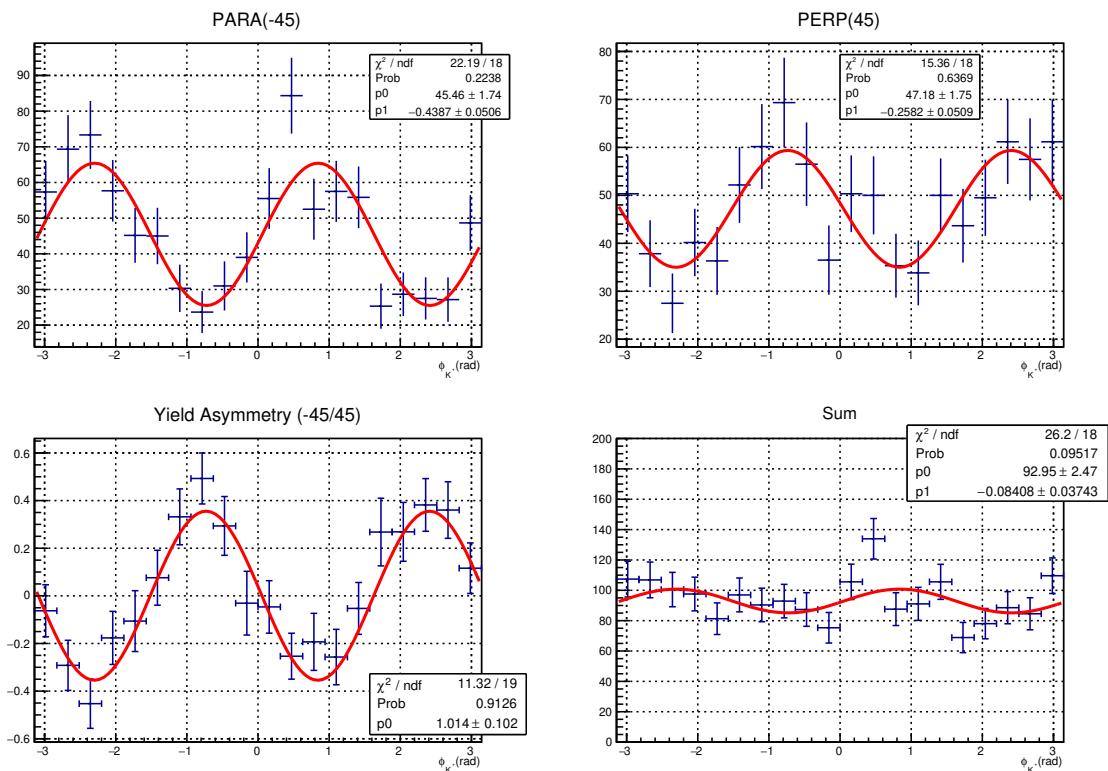 PARA(-45)
χ² / ndf 22.19 / 18
Prob 0.2238
p0 45.46 ± 1.74
p1 −0.4387 ± 0.0506
90
80
70
60
50
40
30
20
−3 −2 −1 0 1 2 3
ϕK⁺(rad)
PERP(45)
χ² / ndf 15.36 / 18
Prob 0.6369
p0 47.18 ± 1.75
p1 −0.2582 ± 0.0509
80
70
60
50
40
30
20
−3 −2 −1 0 1 2 3
ϕK⁺(rad)
Yield Asymmetry (-45/45)
0.6
0.4
0.2
0
−0.2
−0.4
−0.6
χ² / ndf 11.32 / 19
Prob 0.9126
p0 1.014 ± 0.102
−3 −2 −1 0 1 2 3
ϕK⁺(rad)
Sum
χ² / ndf 26.2 / 18
Prob 0.09517
p0 92.95 ± 2.47
p1 −0.08408 ± 0.03743
200
180
160
140
120
100
80
60
40
20
0
−3 −2 −1 0 1 2 3
ϕK⁺(rad)